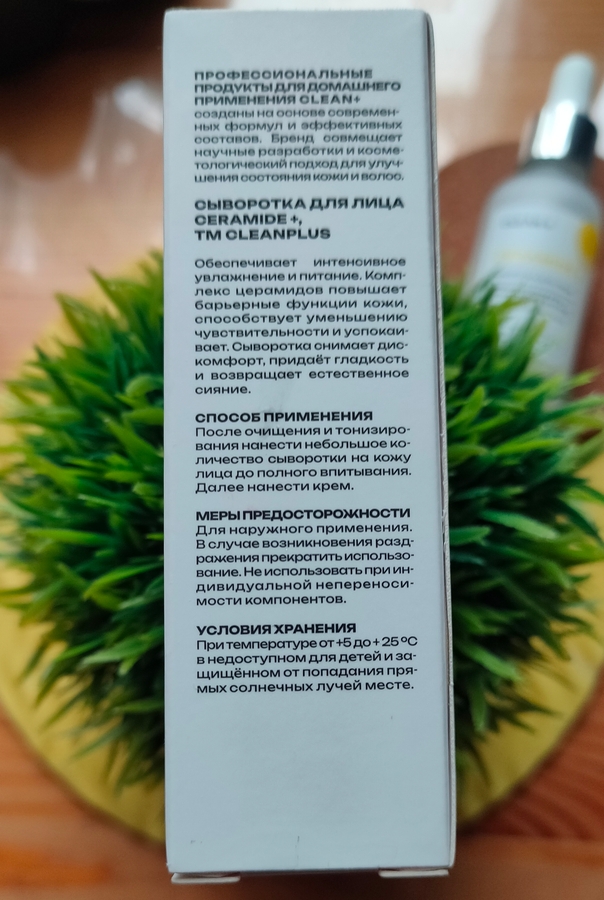 ПРОФЕССИОНАЛЬНЫЕ
ПРОДУКТЫ ДЛЯ ДОМАШНЕГО
ПРИМЕНЕНИЯ CLEAN+
созданы на основе современ-
ных формул и эффективных
составов. Бренд совмещает
научные разработки и косме-
тологический подход для улуч-
шения состояния кожи и волос.
СЫВОРОТКА ДЛЯ ЛИЦА
CERAMIDE +,
ТМ CLEANPLUS
Обеспечивает интенсивное
увлажнение и питание. Комп-
лекс церамидов повышает
барьерные функции кожи,
способствует уменьшению
чувствительности и успокаи-
вает. Сыворотка снимает дис-
комфорт, придаёт гладкость
и возвращает естественное
сияние.
СПОСОБ ПРИМЕНЕНИЯ
После очищения и тонизиро-
вания нанести небольшое ко-
личество сыворотки на кожу
лица до полного впитывания.
Далее нанести крем.
МЕРЫ ПРЕДОСТОРОЖНОСТИ
Для наружного применения.
В случае возникновения разд-
ражения прекратить использо-
вание. Не использовать при ин-
дивидуальной непереноси-
мости компонентов.
УСЛОВИЯ ХРАНЕНИЯ
При температуре от +5 до + 25 ºC
в недоступном для детей и за-
щищённом от попадания пря-
мых солнечных лучей месте.